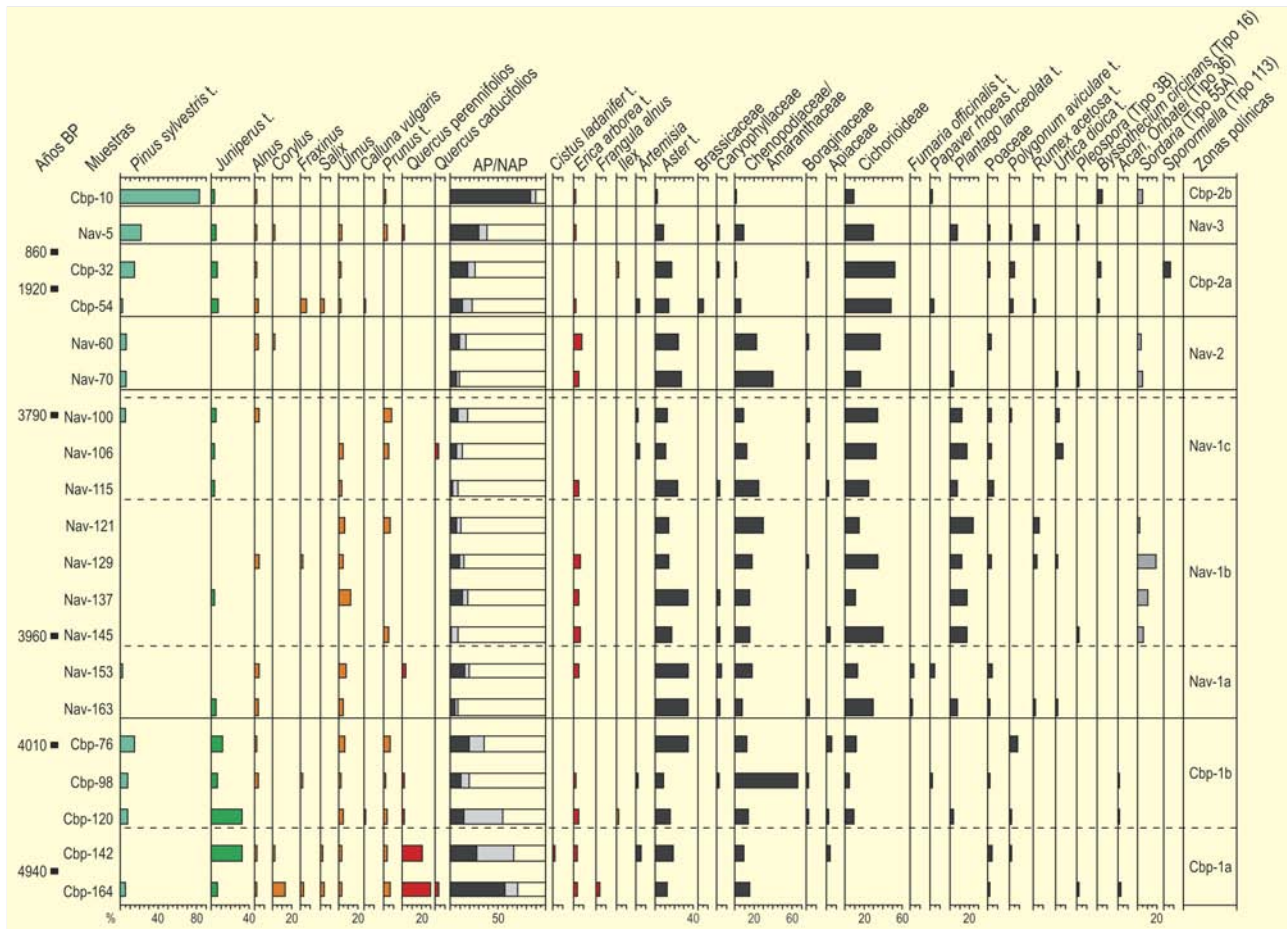 Años BP
Muestras
Pinus sylvestris t.
Juniperus t.
Alnus
Corylus
Fraxinus
Salix
Ulmus
Calluna vulgaris
Prunus t.
Quercus perennifolios
Quercus caducifolios
AP/NAP
Cistus ladanifer t.
Erica arborea t.
Frangula alnus
Ilex
Artemisia
Aster t.
Brassicaceae
Caryophyllaceae
Chenopodiaceae/
Amaranthaceae
Boraginaceae
Apiaceae
Cichorioideae
Fumaria officinalis t.
Papaver rhoeas t.
Plantago lanceolata t.
Poaceae
Polygonum aviculare t.
Rumex acetosa t.
Urtica dioica t.
Pleospora (Tipo 3B)
Byssothecium circinans (Tipo 16)
Acari, Oribatei (Tipo 36)
Sordaria (Tipo 55A)
Sporormiella (Tipo 113)
Zonas polínicas
Cbp-10 Cbp-2b
Nav-5 Nav-3
860
Cbp-32 Cbp-2a
1920
Cbp-54
Nav-60 Nav-2
Nav-70
3790 Nav-100
Nav-106 Nav-1c
Nav-115
Nav-121
Nav-129 Nav-1b
Nav-137
3960 Nav-145
Nav-153 Nav-1a
Nav-163
4010 Cbp-76
Cbp-98 Cbp-1b
Cbp-120
Cbp-142
4940 Cbp-1a
Cbp-164
% 40 80 20 20 20 20 50 40 20 60 20 60 20 20